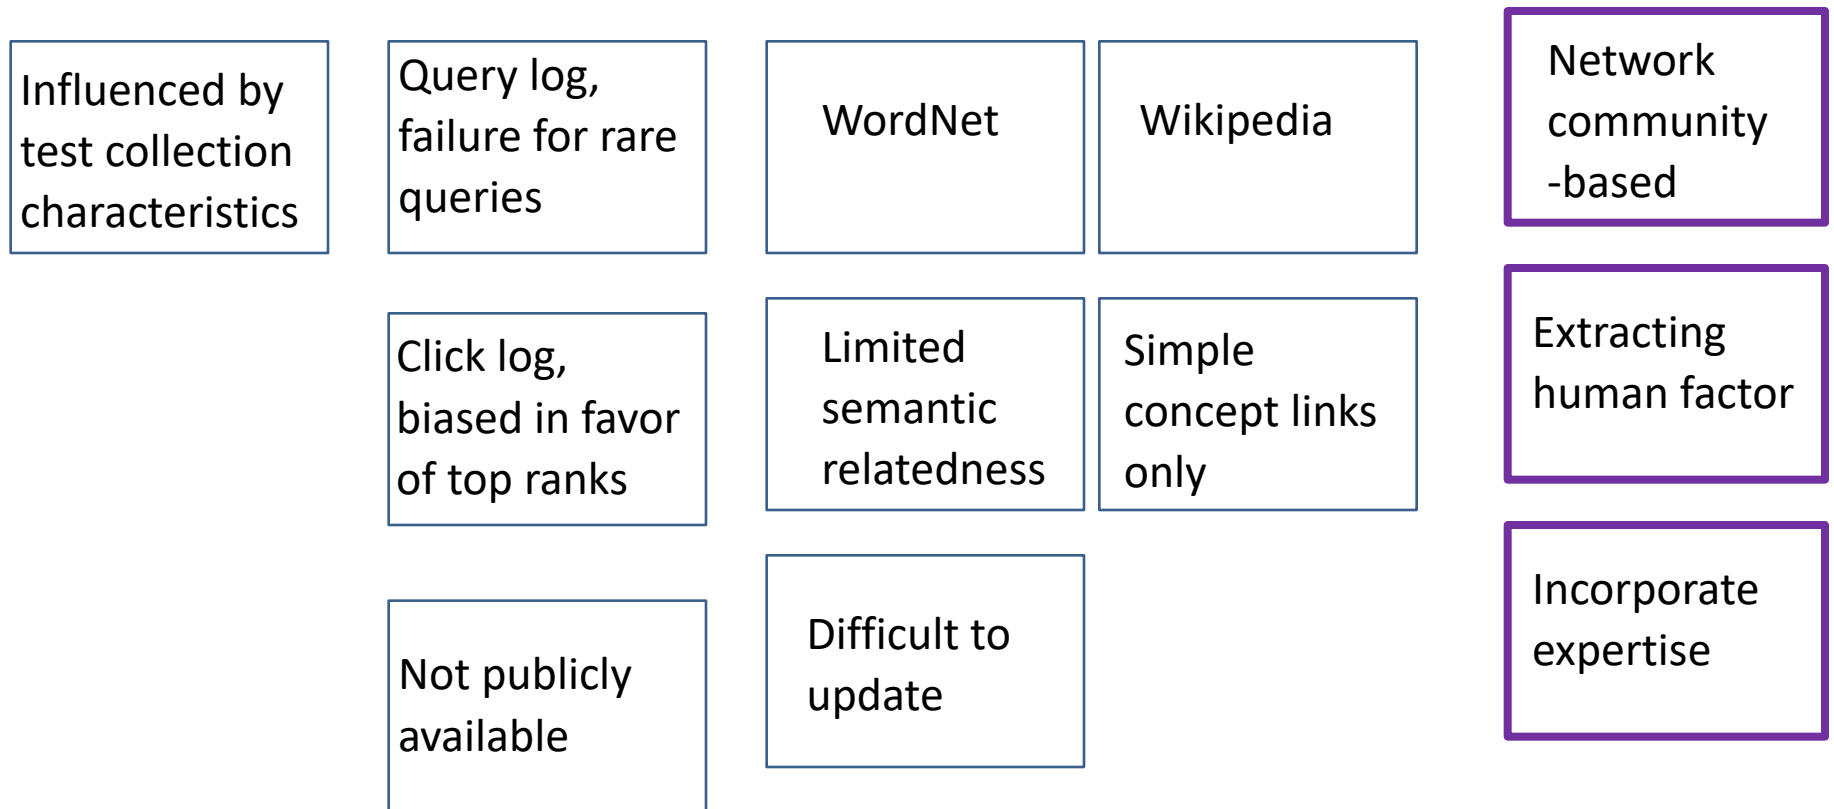 Influenced by
test collection
characteristics
Query log,
failure for rare
queries
WordNet
Wikipedia
Network
community
-based
Click log,
biased in favor
of top ranks
Limited
semantic
relatedness
Simple
concept links
only
Extracting
human factor
Not publicly
available
Difficult to
update
Incorporate
expertise